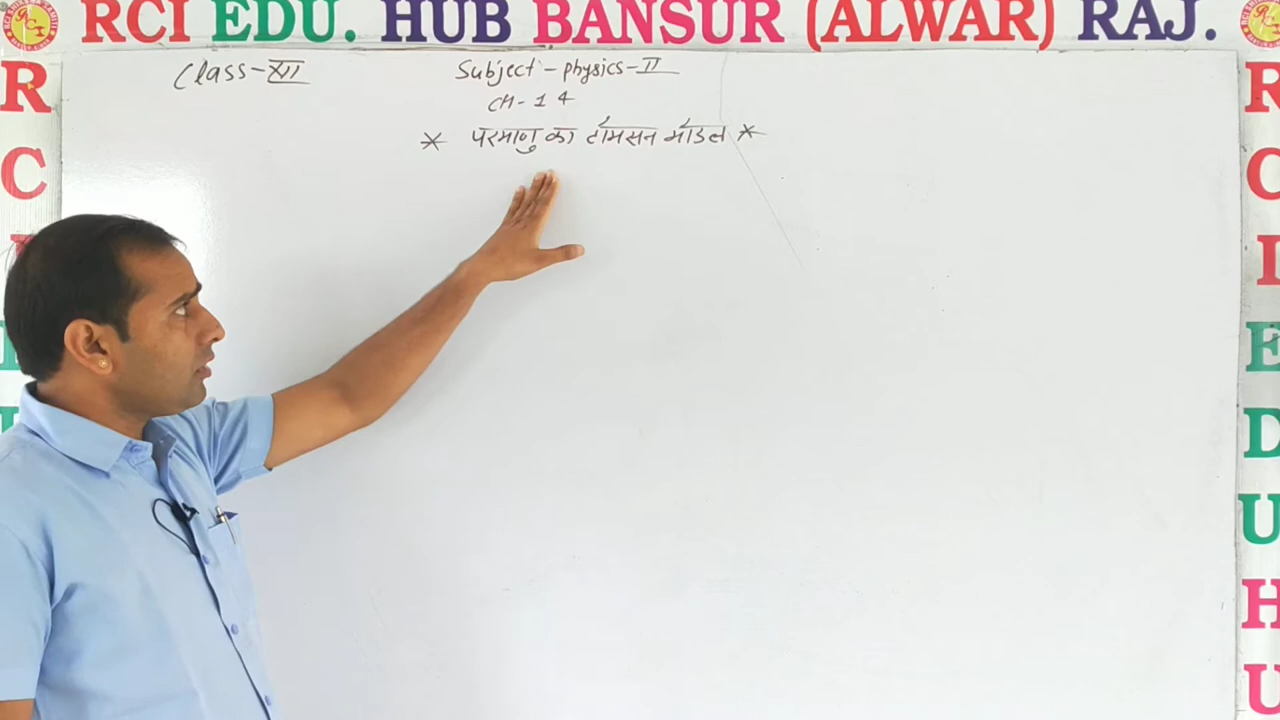 RCI EDU. HUB BANSUR (ALWAR) RAJ.
Class-XII
Subject-physics-II
CH-14
* परमाणु का टॉमसन मॉडल *
R
C
I
R
C
I
E
D
U
H
U